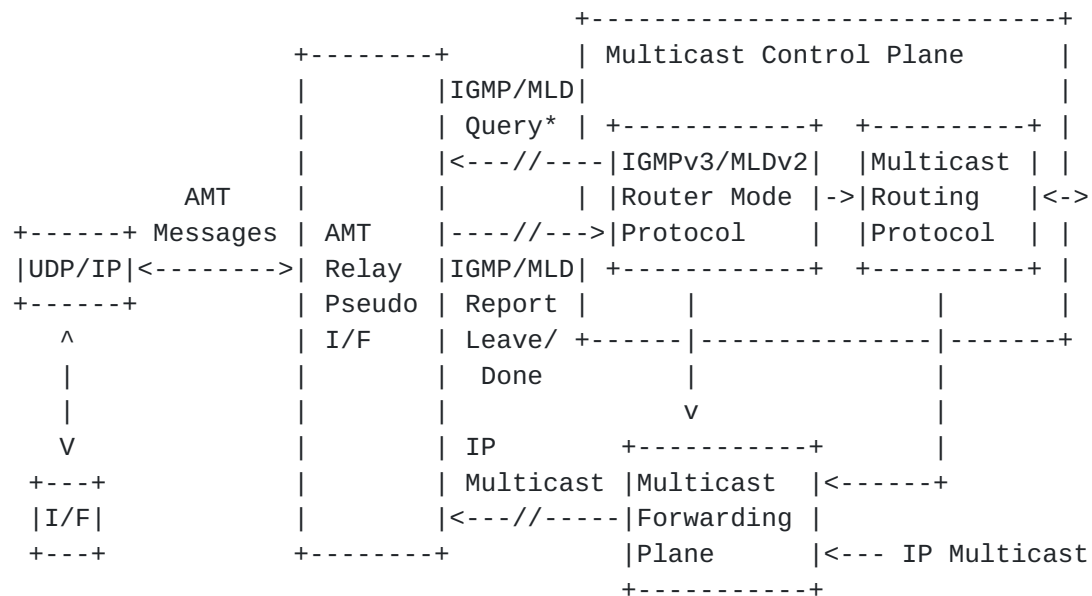 +-------------------------------+
+--------+ | Multicast Control Plane |
| | |IGMP/MLD| |
| | | Query* | +------------+ +----------+ |
| | |<---//----|IGMPv3/MLDv2| |Multicast | |
AMT | | | |Router Mode |->|Routing |<->
+------+ Messages | AMT |----//--->|Protocol | |Protocol | |
|UDP/IP|<-------->| Relay |IGMP/MLD| +------------+ +----------+ |
+------+ | Pseudo | Report | | | |
^ | I/F | Leave/ +------|---------------|-------+
| | | Done | |
| | | v |
V | | IP +-----------+ |
+---+ | | Multicast |Multicast |<------+
|I/F| | |<---//-----|Forwarding |
+---+ +--------+ |Plane |<--- IP Multicast
+-----------+